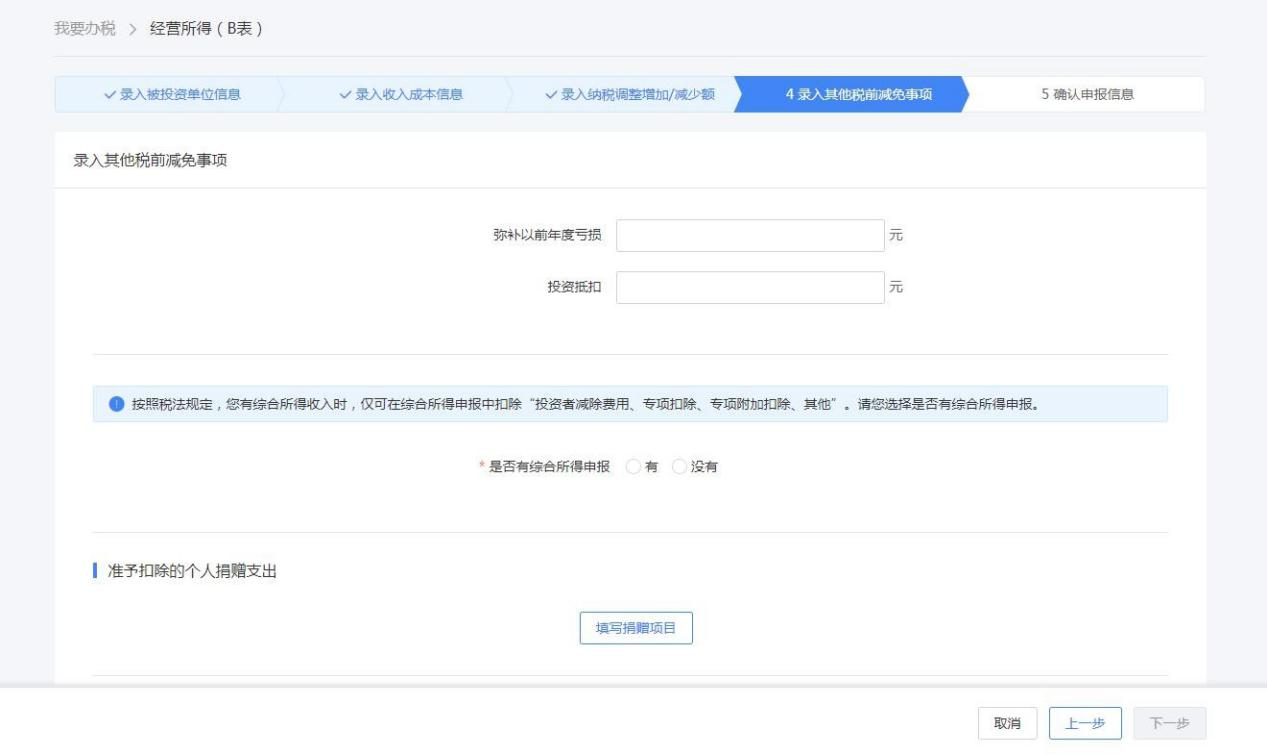 我要办税 > 经营所得（B表）
✓ 录入被投资单位信息 ✓ 录入收入成本信息 ✓ 录入纳税调整增加/减少额 4 录入其他税前减免事项 5 确认申报信息
录入其他税前减免事项
弥补以前年度亏损 元
投资抵扣 元
按照税法规定，您有综合所得收入时，仅可在综合所得申报中扣除“投资者减除费用、专项扣除、专项附加扣除、其他”。请您选择是否有综合所得申报。
* 是否有综合所得申报 有 没有
准予扣除的个人捐赠支出
填写捐赠项目
取消 上一步 下一步